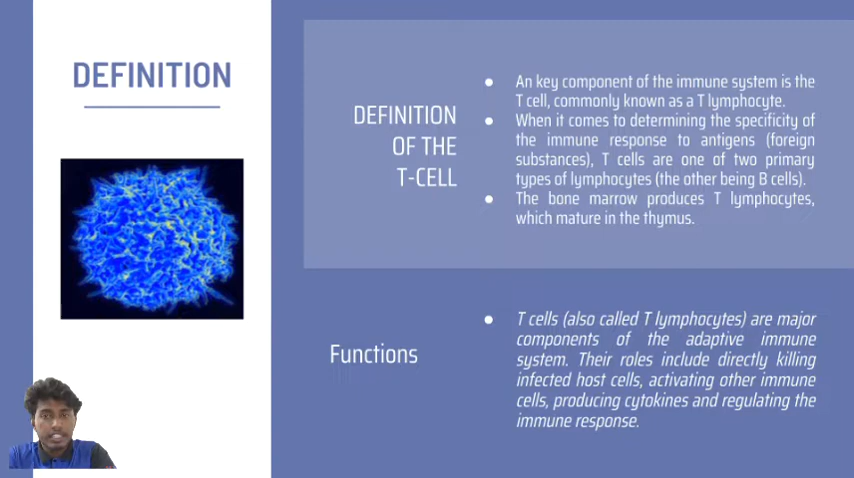 DEFINITION
DEFINITION
OF THE
T-CELL
● An key component of the immune system is the
T cell, commonly known as a T lymphocyte.
● When it comes to determining the specificity of
the immune response to antigens (foreign
substances), T cells are one of two primary
types of lymphocytes (the other being B cells).
● The bone marrow produces T lymphocytes,
which mature in the thymus.
Functions
● T cells (also called T lymphocytes) are major
components of the adaptive immune
system. Their roles include directly killing
infected host cells, activating other immune
cells, producing cytokines and regulating the
immune response.